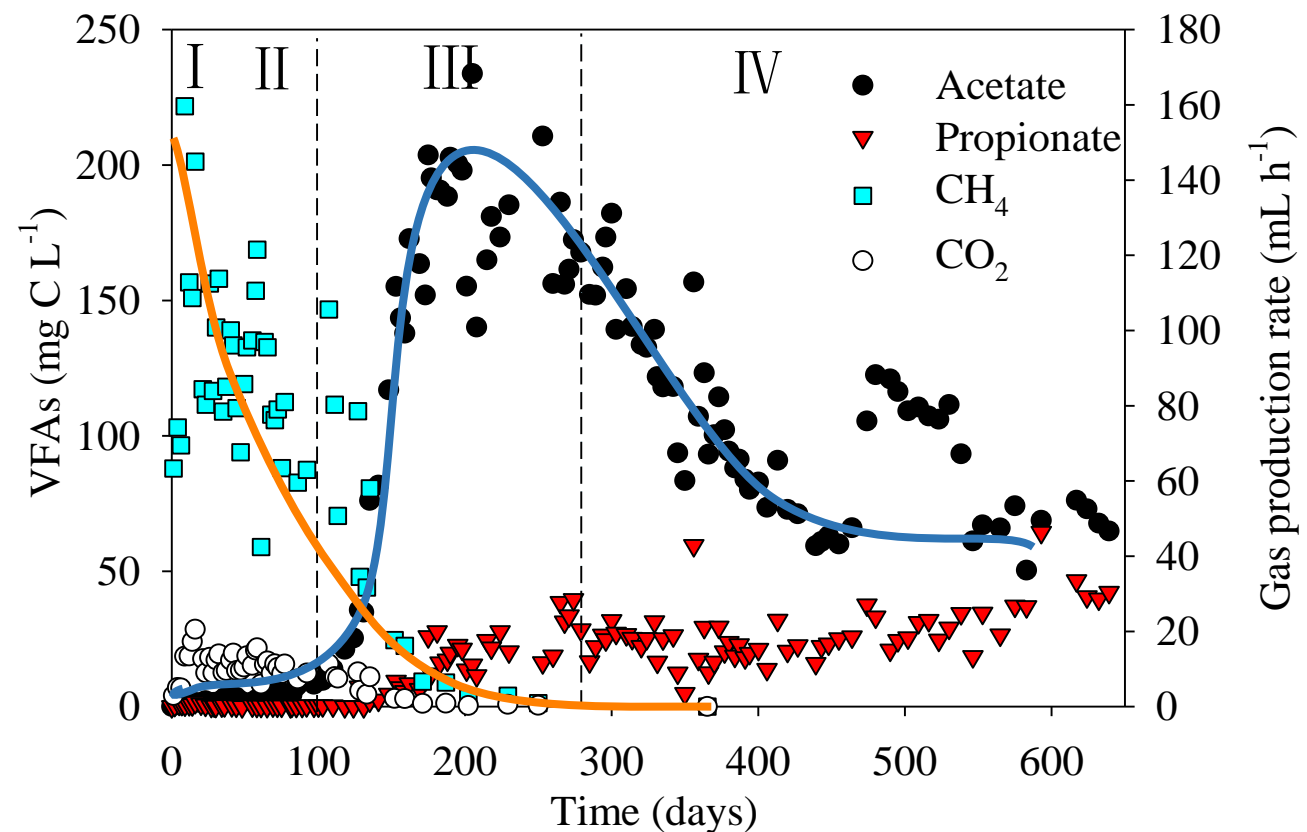 250
200
150
100
50
0
VFAs (mg C L-1)
I
II
III
IV
Acetate
Propionate
CH4
CO2
180
160
140
120
100
80
60
40
20
0
Gas production rate (mL h-1)
0 100 200 300 400 500 600
Time (days)